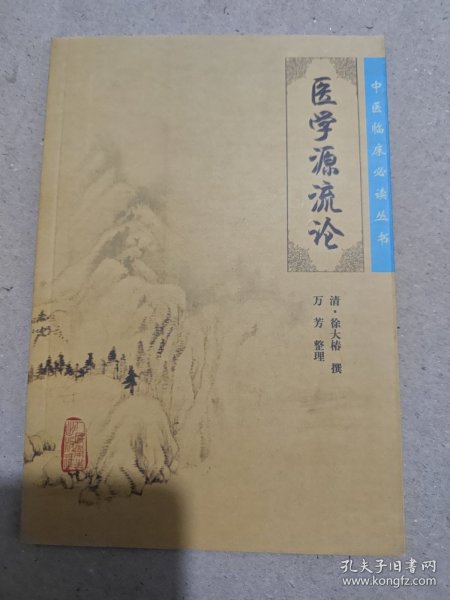 中医临床必读丛书
医学源流论
清·徐大椿 撰
万芳 整理
孔夫子旧书网
www.kongfz.com